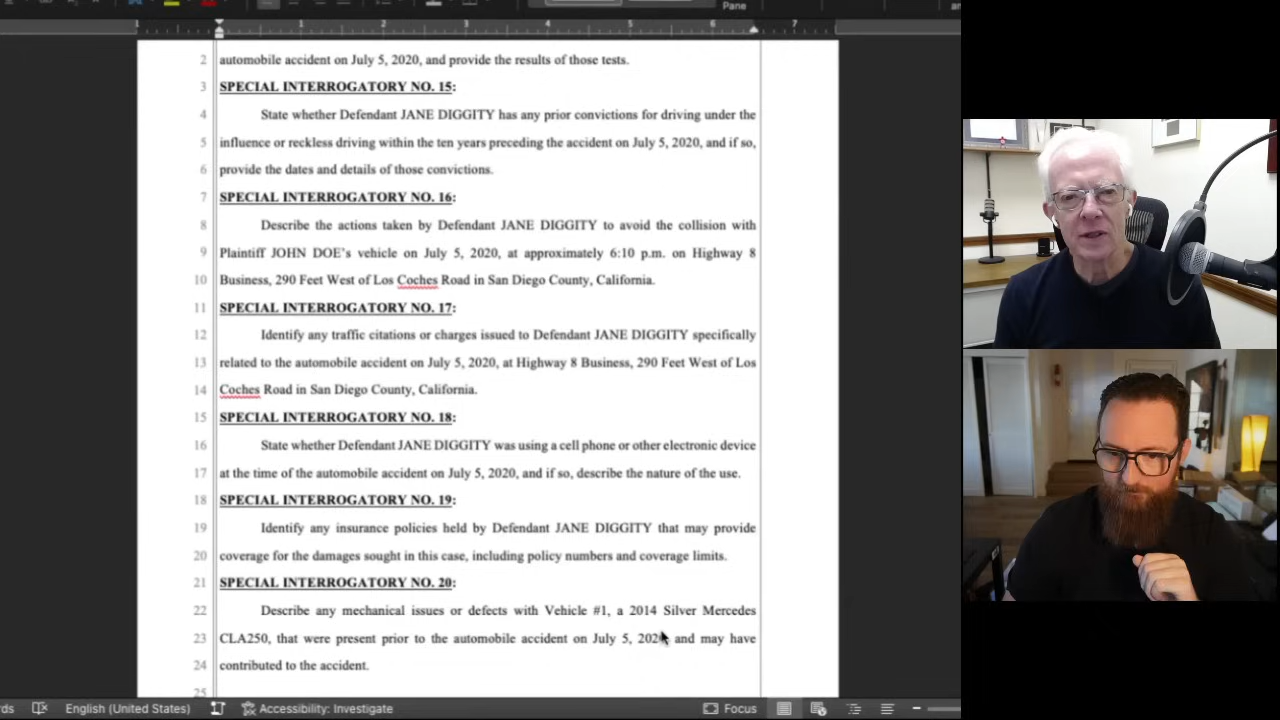 Pane
1 1 2 3 4 5 6 7
2 automobile accident on July 5, 2020, and provide the results of those tests.
3 SPECIAL INTERROGATORY NO. 15:
4 State whether Defendant JANE DIGGITY has any prior convictions for driving under the
5 influence or reckless driving within the ten years preceding the accident on July 5, 2020, and if so,
6 provide the dates and details of those convictions.
7 SPECIAL INTERROGATORY NO. 16:
8 Describe the actions taken by Defendant JANE DIGGITY to avoid the collision with
9 Plaintiff JOHN DOE's vehicle on July 5, 2020, at approximately 6:10 p.m. on Highway 8
10 Business, 290 Feet West of Los Coches Road in San Diego County, California.
11 SPECIAL INTERROGATORY NO. 17:
12 Identify any traffic citations or charges issued to Defendant JANE DIGGITY specifically
13 related to the automobile accident on July 5, 2020, at Highway 8 Business, 290 Feet West of Los
14 Coches Road in San Diego County, California.
15 SPECIAL INTERROGATORY NO. 18:
16 State whether Defendant JANE DIGGITY was using a cell phone or other electronic device
17 at the time of the automobile accident on July 5, 2020, and if so, describe the nature of the use.
18 SPECIAL INTERROGATORY NO. 19:
19 Identify any insurance policies held by Defendant JANE DIGGITY that may provide
20 coverage for the damages sought in this case, including policy numbers and coverage limits.
21 SPECIAL INTERROGATORY NO. 20:
22 Describe any mechanical issues or defects with Vehicle #1, a 2014 Silver Mercedes
23 CLA250, that were present prior to the automobile accident on July 5, 2020 and may have
24 contributed to the accident.
25
English (United States) Accessibility: Investigate Focus